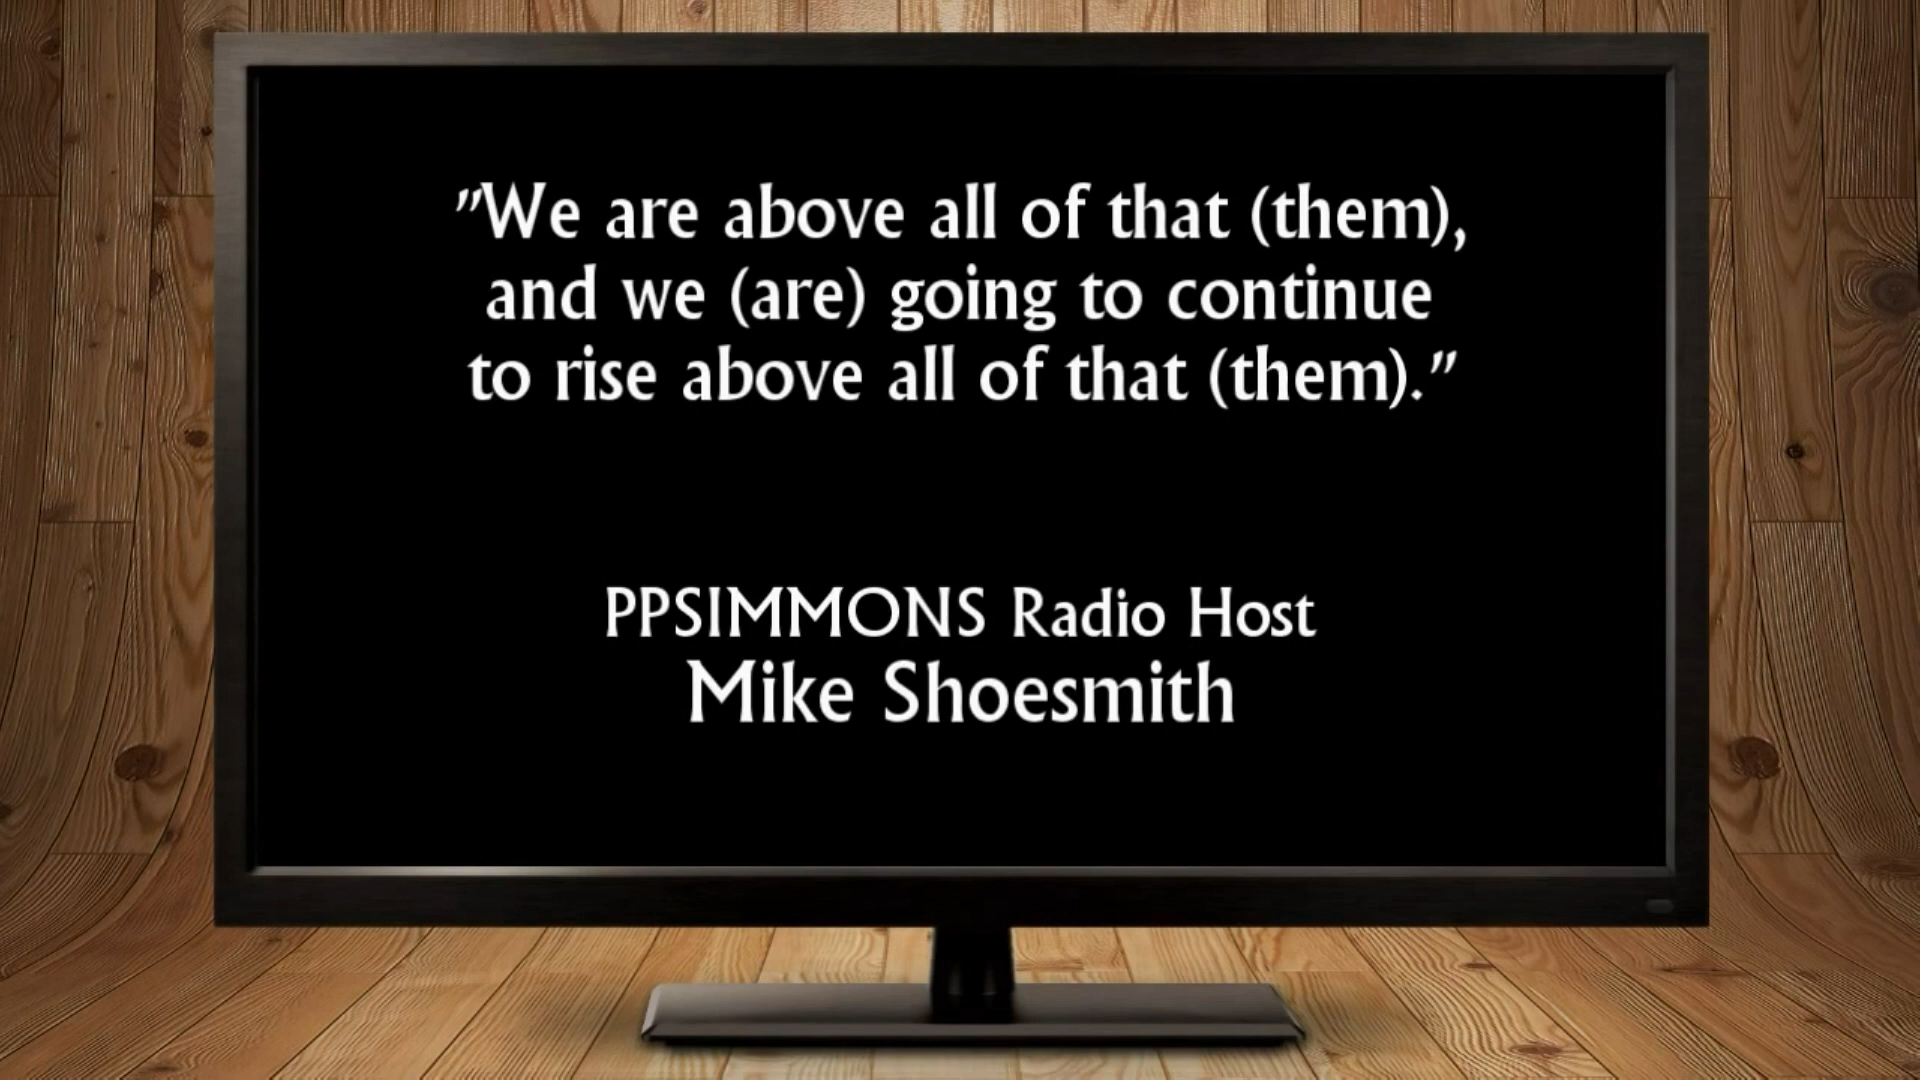 "We are above all of that (them),
and we (are) going to continue
to rise above all of that (them)."
PPSIMMONS Radio Host
Mike Shoesmith